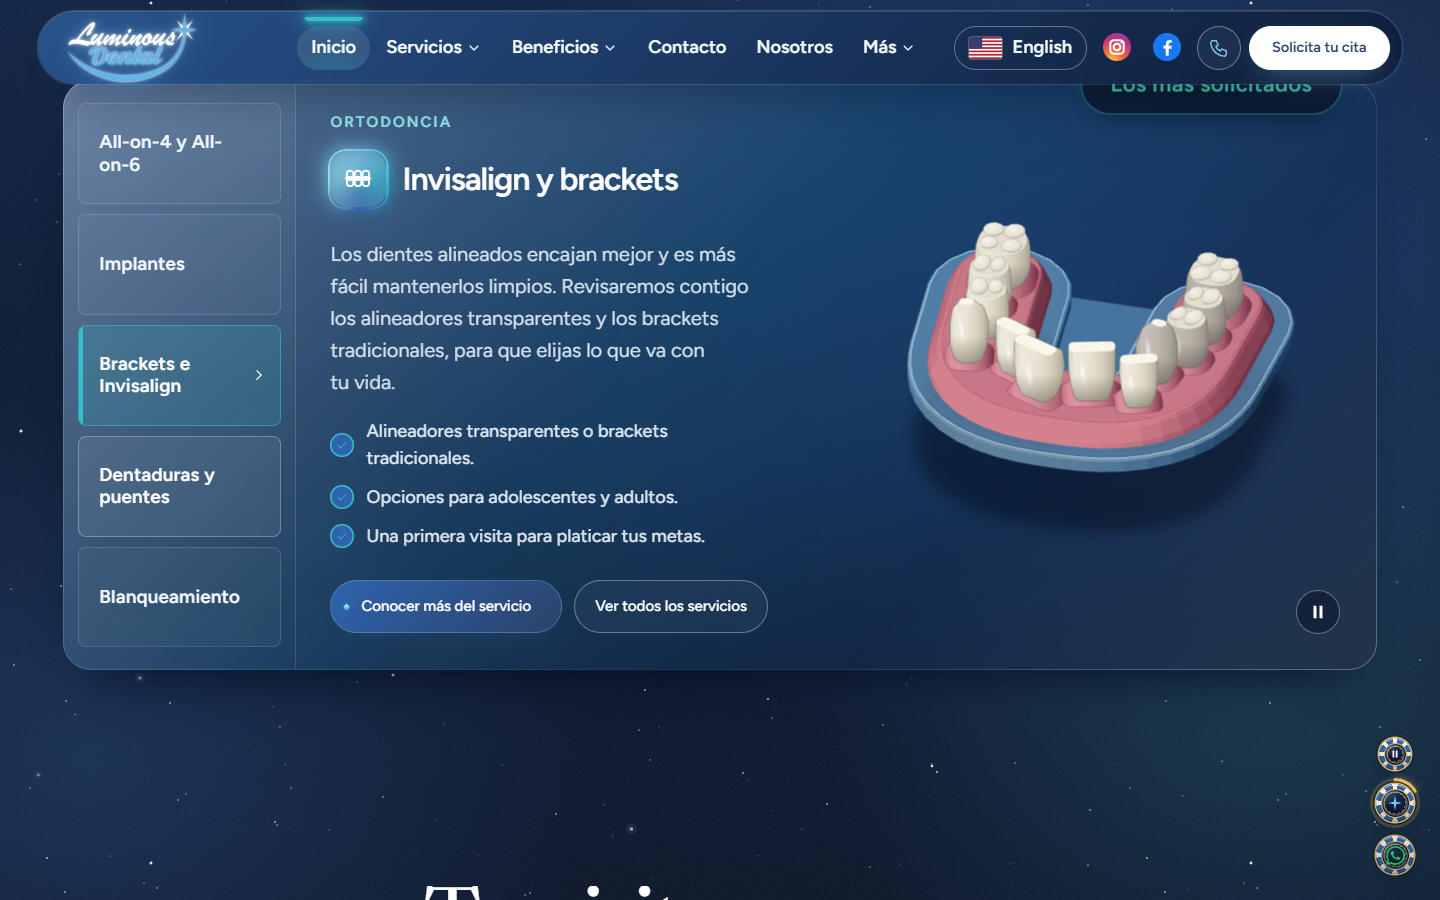 Luminous
Dental
Inicio
Servicios
Beneficios
Contacto
Nosotros
Más
English
Solicita tu cita
Los más solicitados
All-on-4 y All-
on-6
Implantes
Brackets e
Invisalign
Dentaduras y
puentes
Blanqueamiento
ORTODONCIA
Invisalign y brackets
Los dientes alineados encajan mejor y es más
fácil mantenerlos limpios. Revisaremos contigo
los alineadores transparentes y los brackets
tradicionales, para que elijas lo que va con
tu vida.
Alineadores transparentes o brackets
tradicionales.
Opciones para adolescentes y adultos.
Una primera visita para platicar tus metas.
Conocer más del servicio
Ver todos los servicios